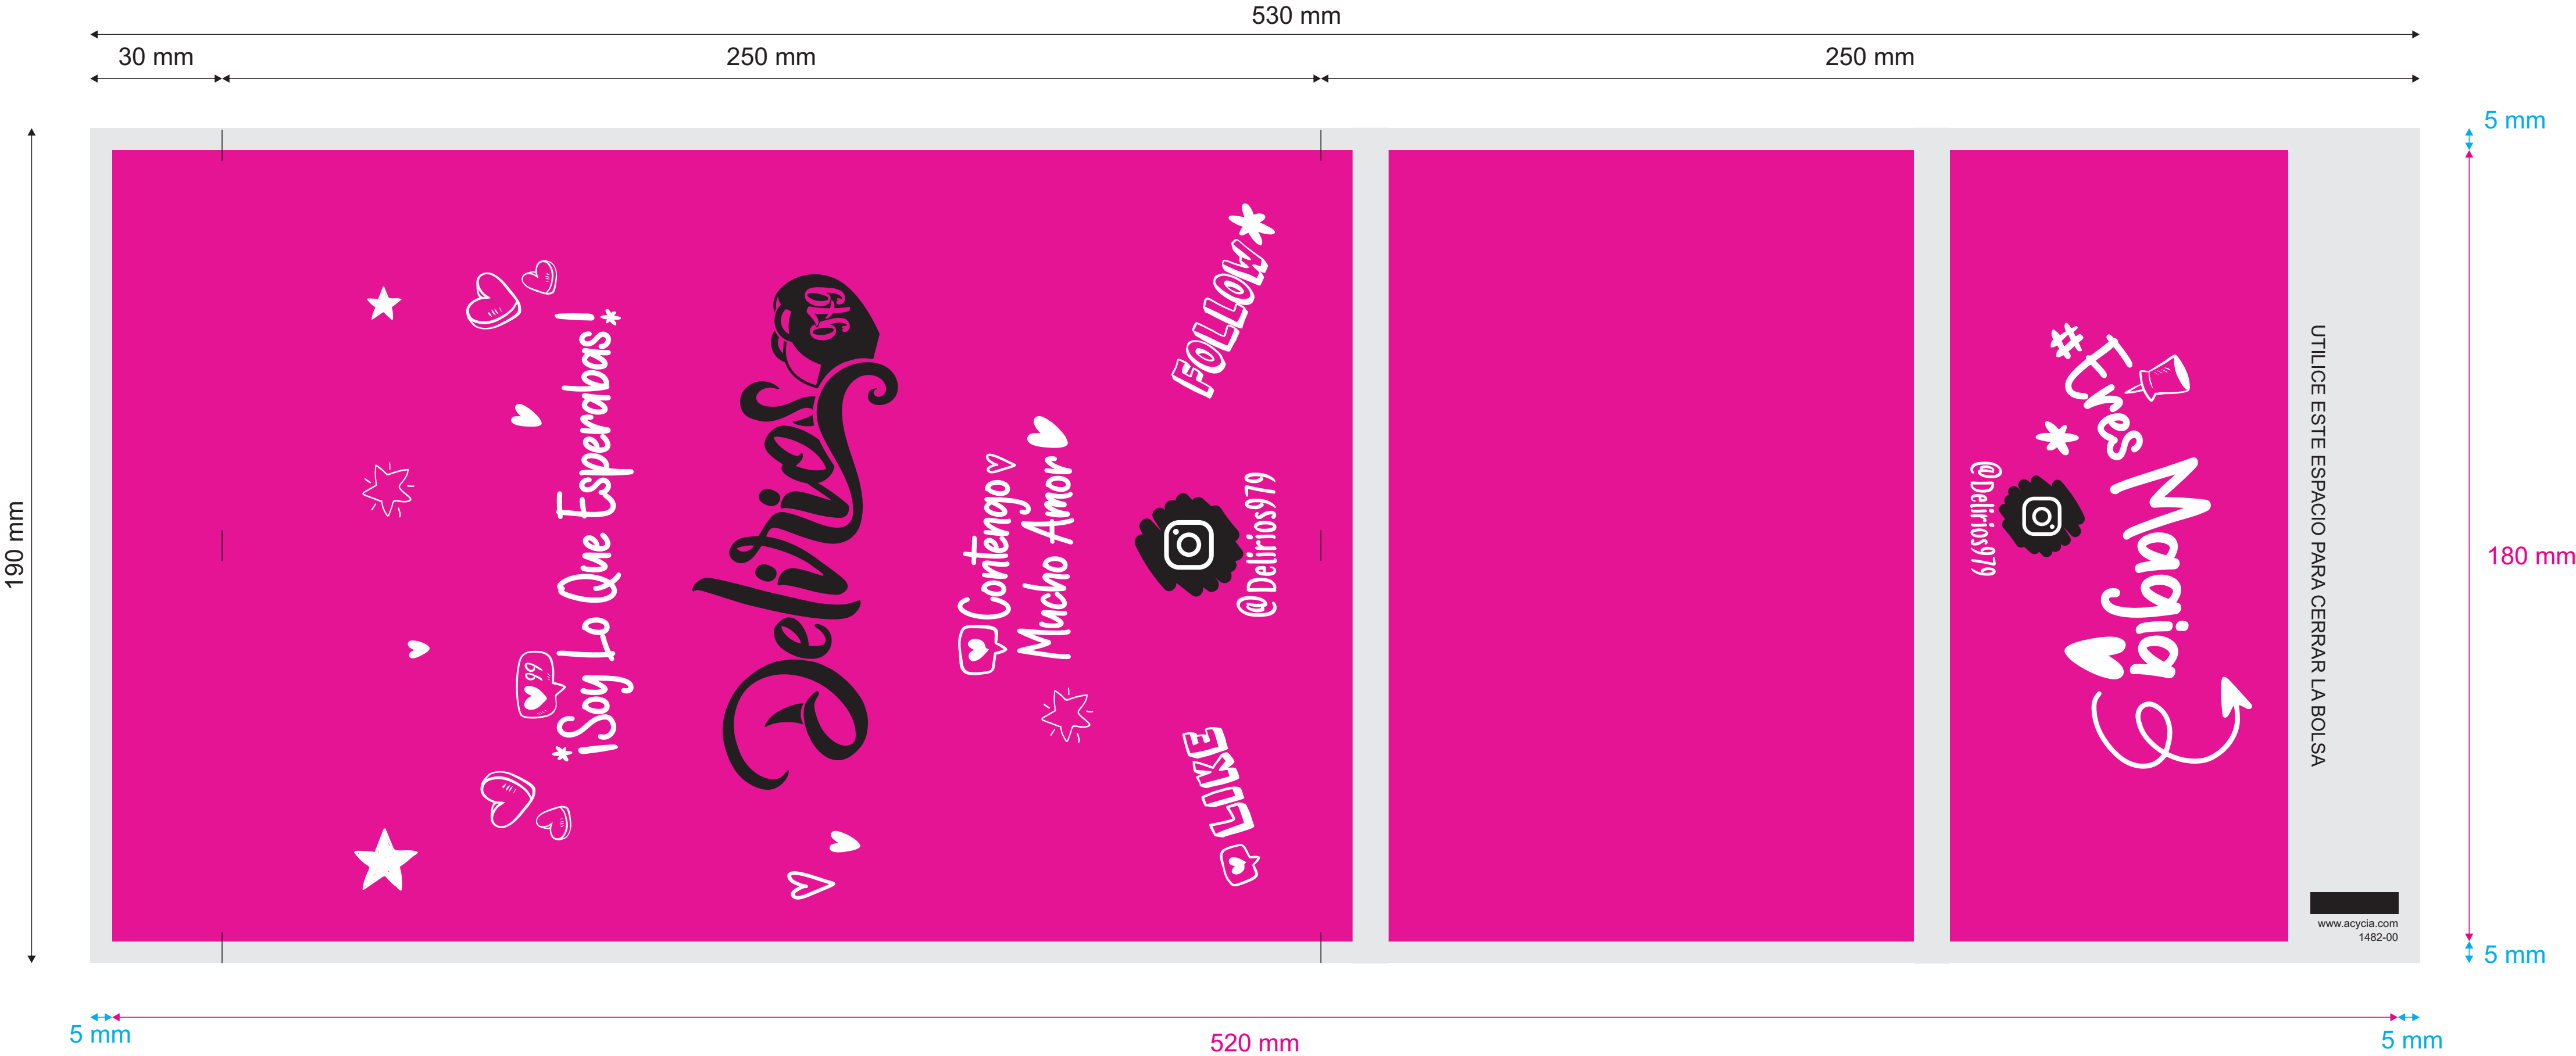 530 mm
30 mm
250 mm
250 mm
190 mm
¡Soy Lo Que Esperabas!
99
Delirios
979
Contengo
Mucho Amor
FOLLOW
@Delirios979
LIKE
#Eres
Magia
@Delirios979
UTILICE ESTE ESPACIO PARA CERRAR LA BOLSA
www.acycia.com
1482-00
5 mm
180 mm
5 mm
5 mm
520 mm
5 mm